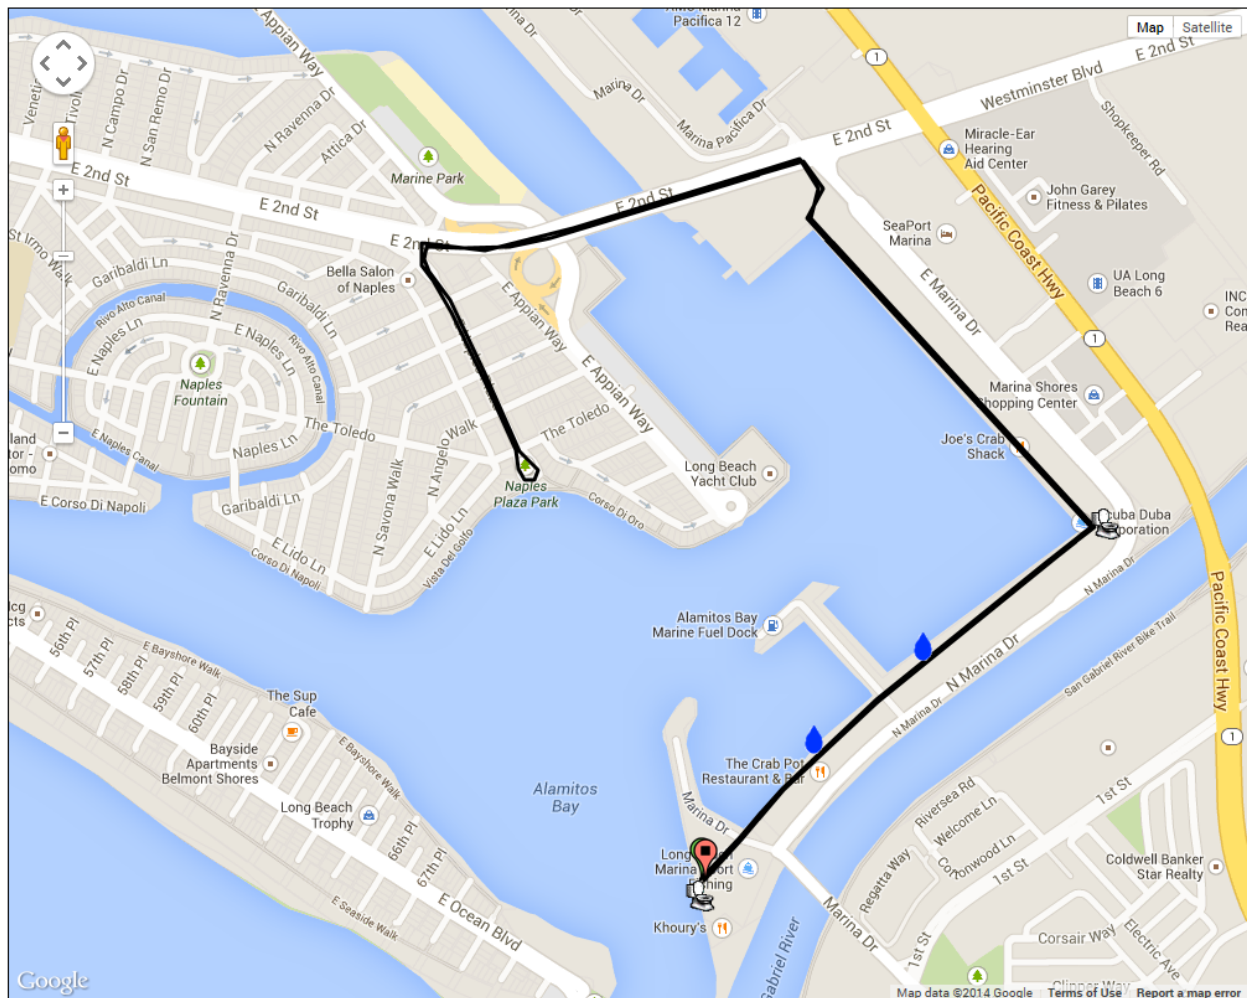 Pacifica 12
Map
Satellite
E 2nd St
Westminster Blvd
E Appian Way
Marina Dr
Marina Pacifica Dr
E 2nd St
Shopkeeper Rd
N Campo Dr
N San Remo Dr
N Ravenna Dr
Attica Dr
Marine Park
Miracle-Ear
Hearing
Aid Center
Pacific Coast Hwy
John Garey
Fitness & Pilates
E 2nd St
E 2nd St
E 2nd St
E 2nd St
SeaPort
Marina
Garibaldi Ln
N Ravenna Dr
Garibaldi Ln
Bella Salon
of Naples
E Marina Dr
UA Long
Beach 6
Rivo Alto Canal
E Naples Ln
E Naples Ln
Rivo Alto Canal
E Appian Way
E Appian Way
1
1
Naples
Fountain
Marina Shores
Shopping Center
The Toledo
The Toledo
Naples Ln
N Angelo Walk
N Savona Walk
E Naples Canal
Joe's Crab
Shack
Long Beach
Yacht Club
Naples
Plaza Park
Corso Di Oro
E Corso Di Napoli
Garibaldi Ln
E Lido Ln
E Lido Ln
Vista Del Golfo
Corso Di Napoli
N Marina Dr
Pacific Coast Hwy
Alamitos Bay
Marine Fuel Dock
N Marina Dr
San Gabriel River Bike Trail
N Marina Dr
56th Pl
57th Pl
58th Pl
59th Pl
60th Pl
E Bayshore Walk
The Sup
Cafe
Bayside
Apartments
Belmont Shores
E Bayshore Walk
Long Beach
Trophy
66th Pl
67th Pl
E Ocean Blvd
E Seaside Walk
Alamitos
Bay
The Crab Pot
Restaurant & Bar
Marina Dr
Khoury's
Marina Dr
Gabriel River
1
Riversea Rd
Welcome Ln
Regatta Way
1st St
1st St
1st St
Coldwell Banker
Star Realty
Corsair Way
Electric Ave
Google
Map data ©2014 Google
Terms of Use
Report a map error